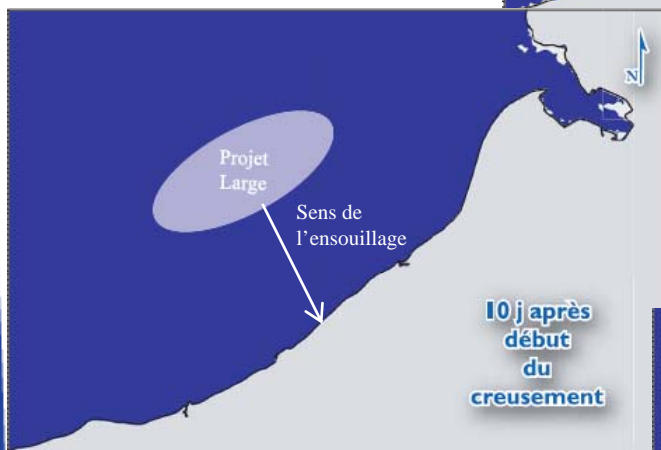 N
Projet
Large
Sens de
l'ensouillage
10 j après
début
du
creusement